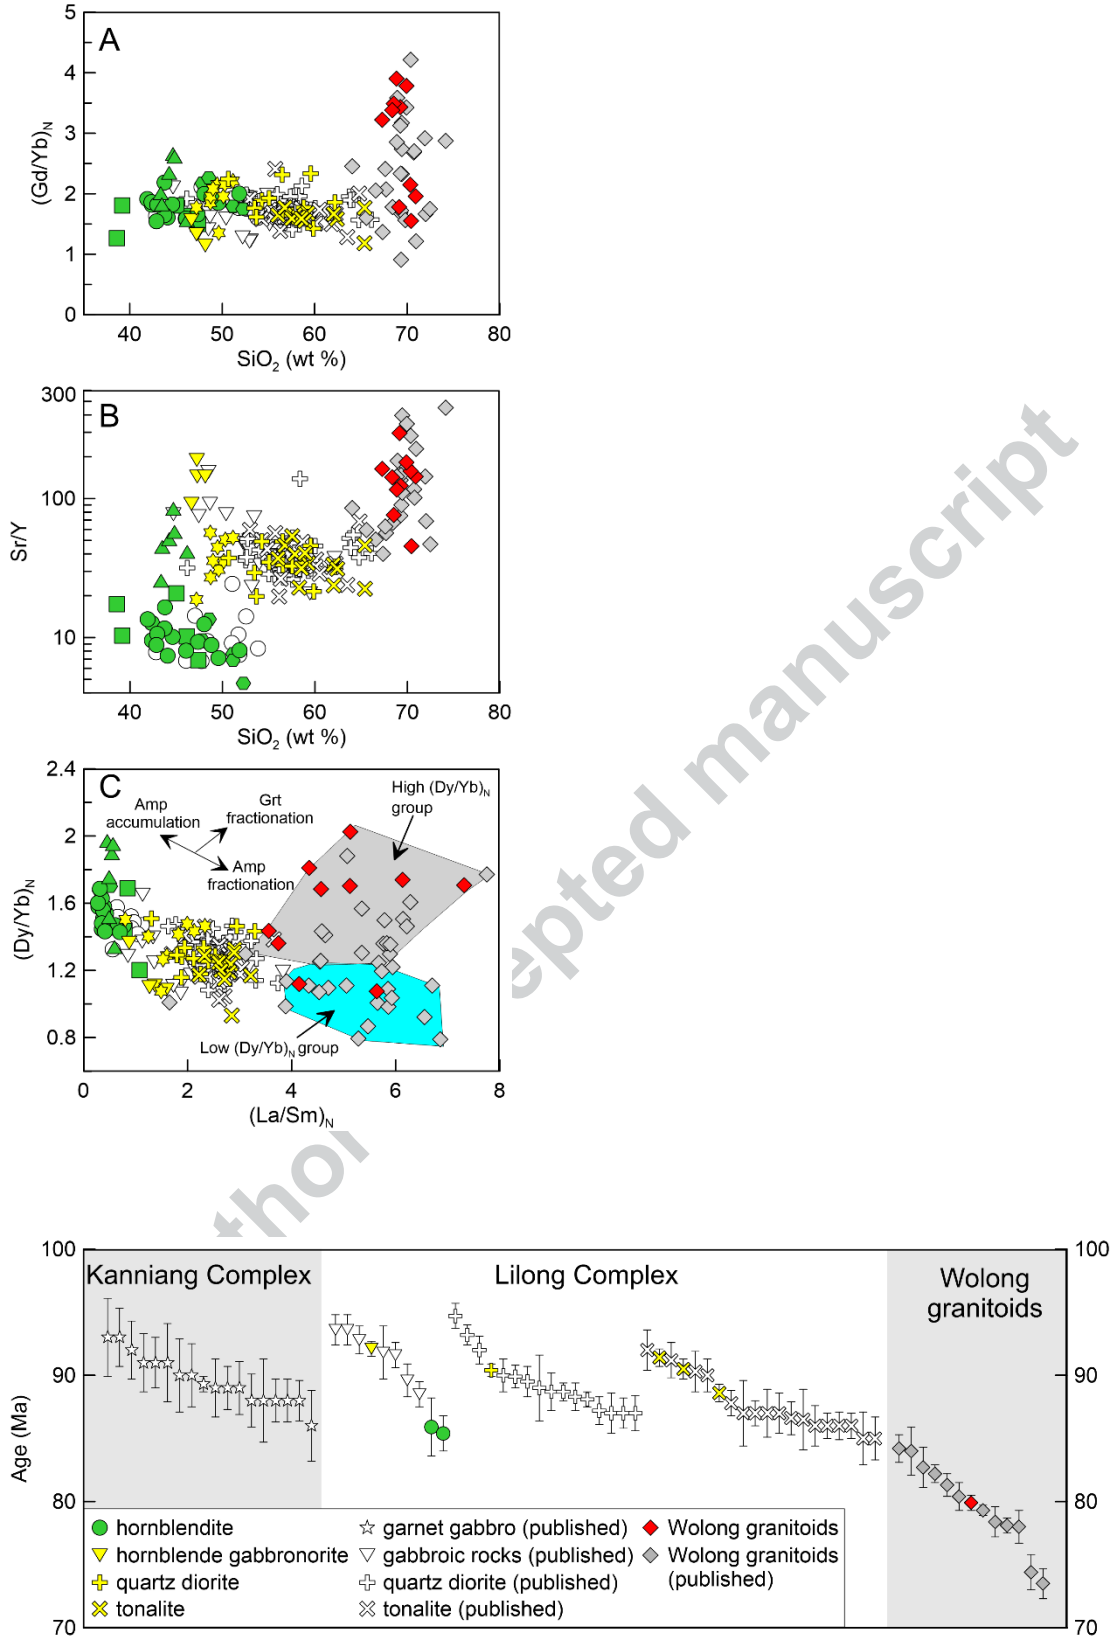 A
5
4
3
2
1
0
(Gd/Yb)N
40 50 60 70 80
SiO2 (wt %)
B
300
100
10
Sr/Y
40 50 60 70 80
SiO2 (wt %)
C
2.4
2
1.6
1.2
0.8
(Dy/Yb)N
Amp
accumulation
Grt
fractionation
Amp
fractionation
High (Dy/Yb)N
group
Low (Dy/Yb)N group
0 2 4 6 8
(La/Sm)N
epted manuscript
thor
100
90
80
70
Age (Ma)
100
90
80
70
Kanniang Complex
Lilong Complex
Wolong
granitoids
hornblendite
hornblende gabbronorite
quartz diorite
tonalite
garnet gabbro (published)
gabbroic rocks (published)
quartz diorite (published)
tonalite (published)
Wolong granitoids
Wolong granitoids
(published)